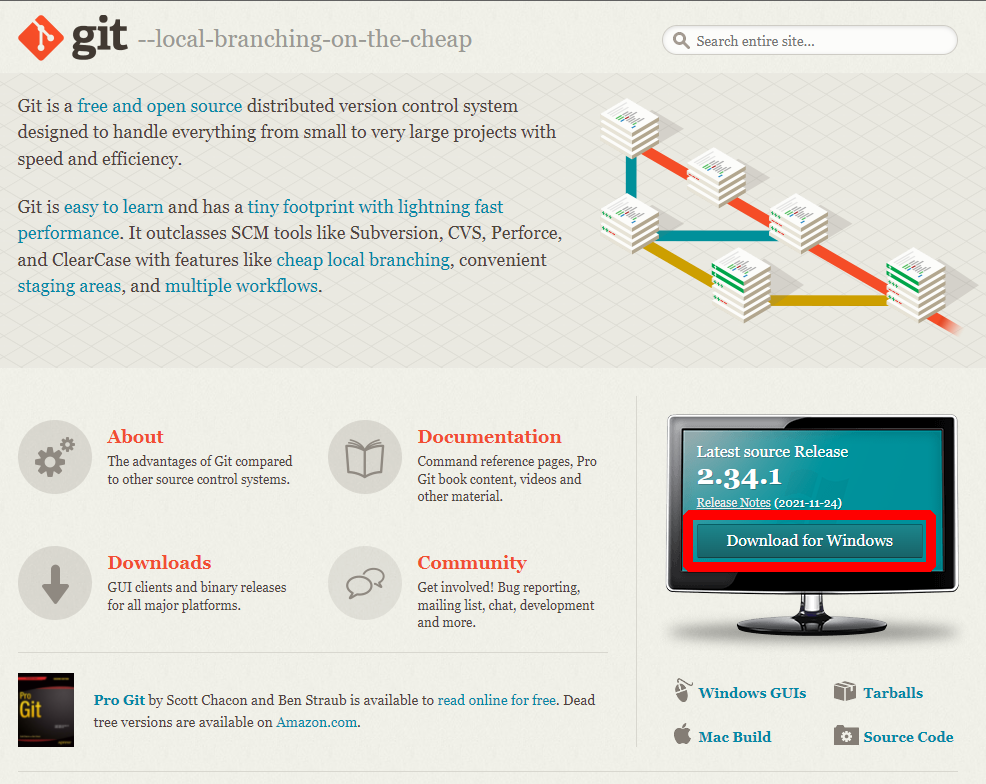 git --local-branching-on-the-cheap
Search entire site...
Git is a free and open source distributed version control system
designed to handle everything from small to very large projects with
speed and efficiency.
Git is easy to learn and has a tiny footprint with lightning fast
performance. It outclasses SCM tools like Subversion, CVS, Perforce,
and ClearCase with features like cheap local branching, convenient
staging areas, and multiple workflows.
About
The advantages of Git compared
to other source control systems.
Documentation
Command reference pages, Pro
Git book content, videos and
other material.
Downloads
GUI clients and binary releases
for all major platforms.
Community
Get involved! Bug reporting,
mailing list, chat, development
and more.
Pro
Git
Pro Git by Scott Chacon and Ben Straub is available to read online for free. Dead
tree versions are available on Amazon.com.
Latest source Release
2.34.1
Release Notes (2021-11-24)
Download for Windows
Windows GUIs
Tarballs
Mac Build
Source Code